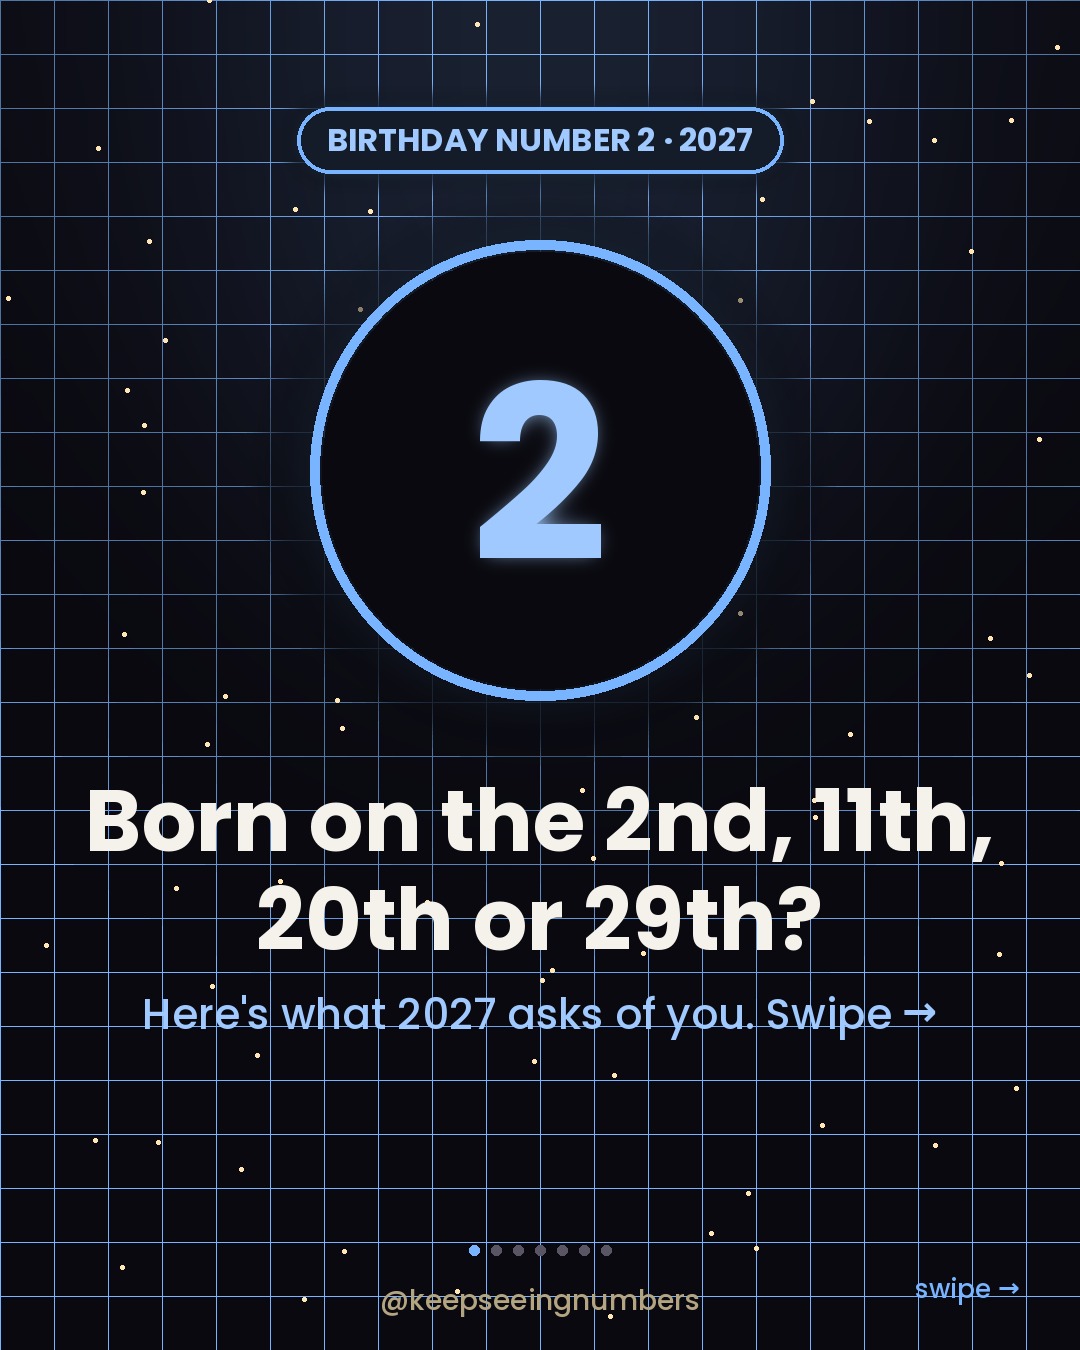 BIRTHDAY NUMBER 2 · 2027
2
Born on the 2nd, 11th,
20th or 29th?
Here's what 2027 asks of you. Swipe →
swipe →
@keepseeingnumbers